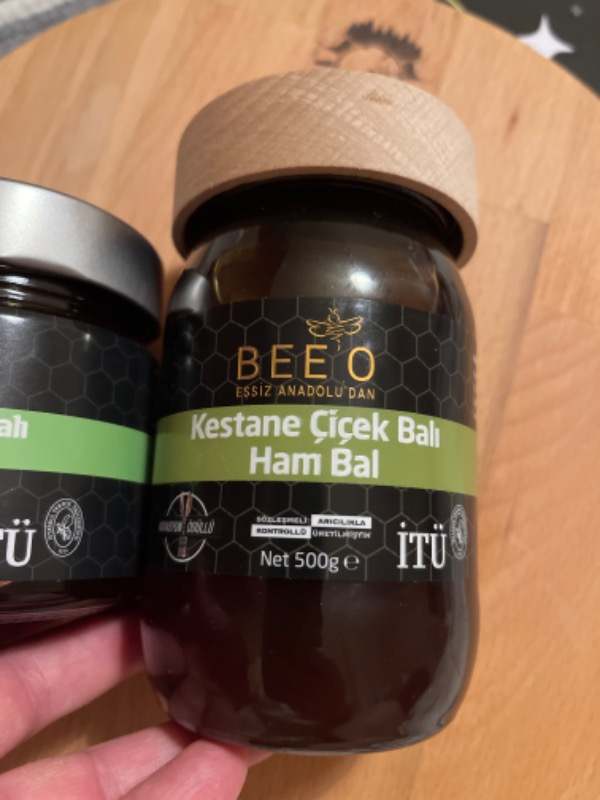 BEE O
EŞSİZ ANADOLU'DAN
Kestane Çiçek Balı
Ham Bal
SÖZLEŞMELİ ARICILIKLA
KONTROLLÜ ÜRETİLMİŞTİR
Net 500g e
İTÜ
alı
TÜ